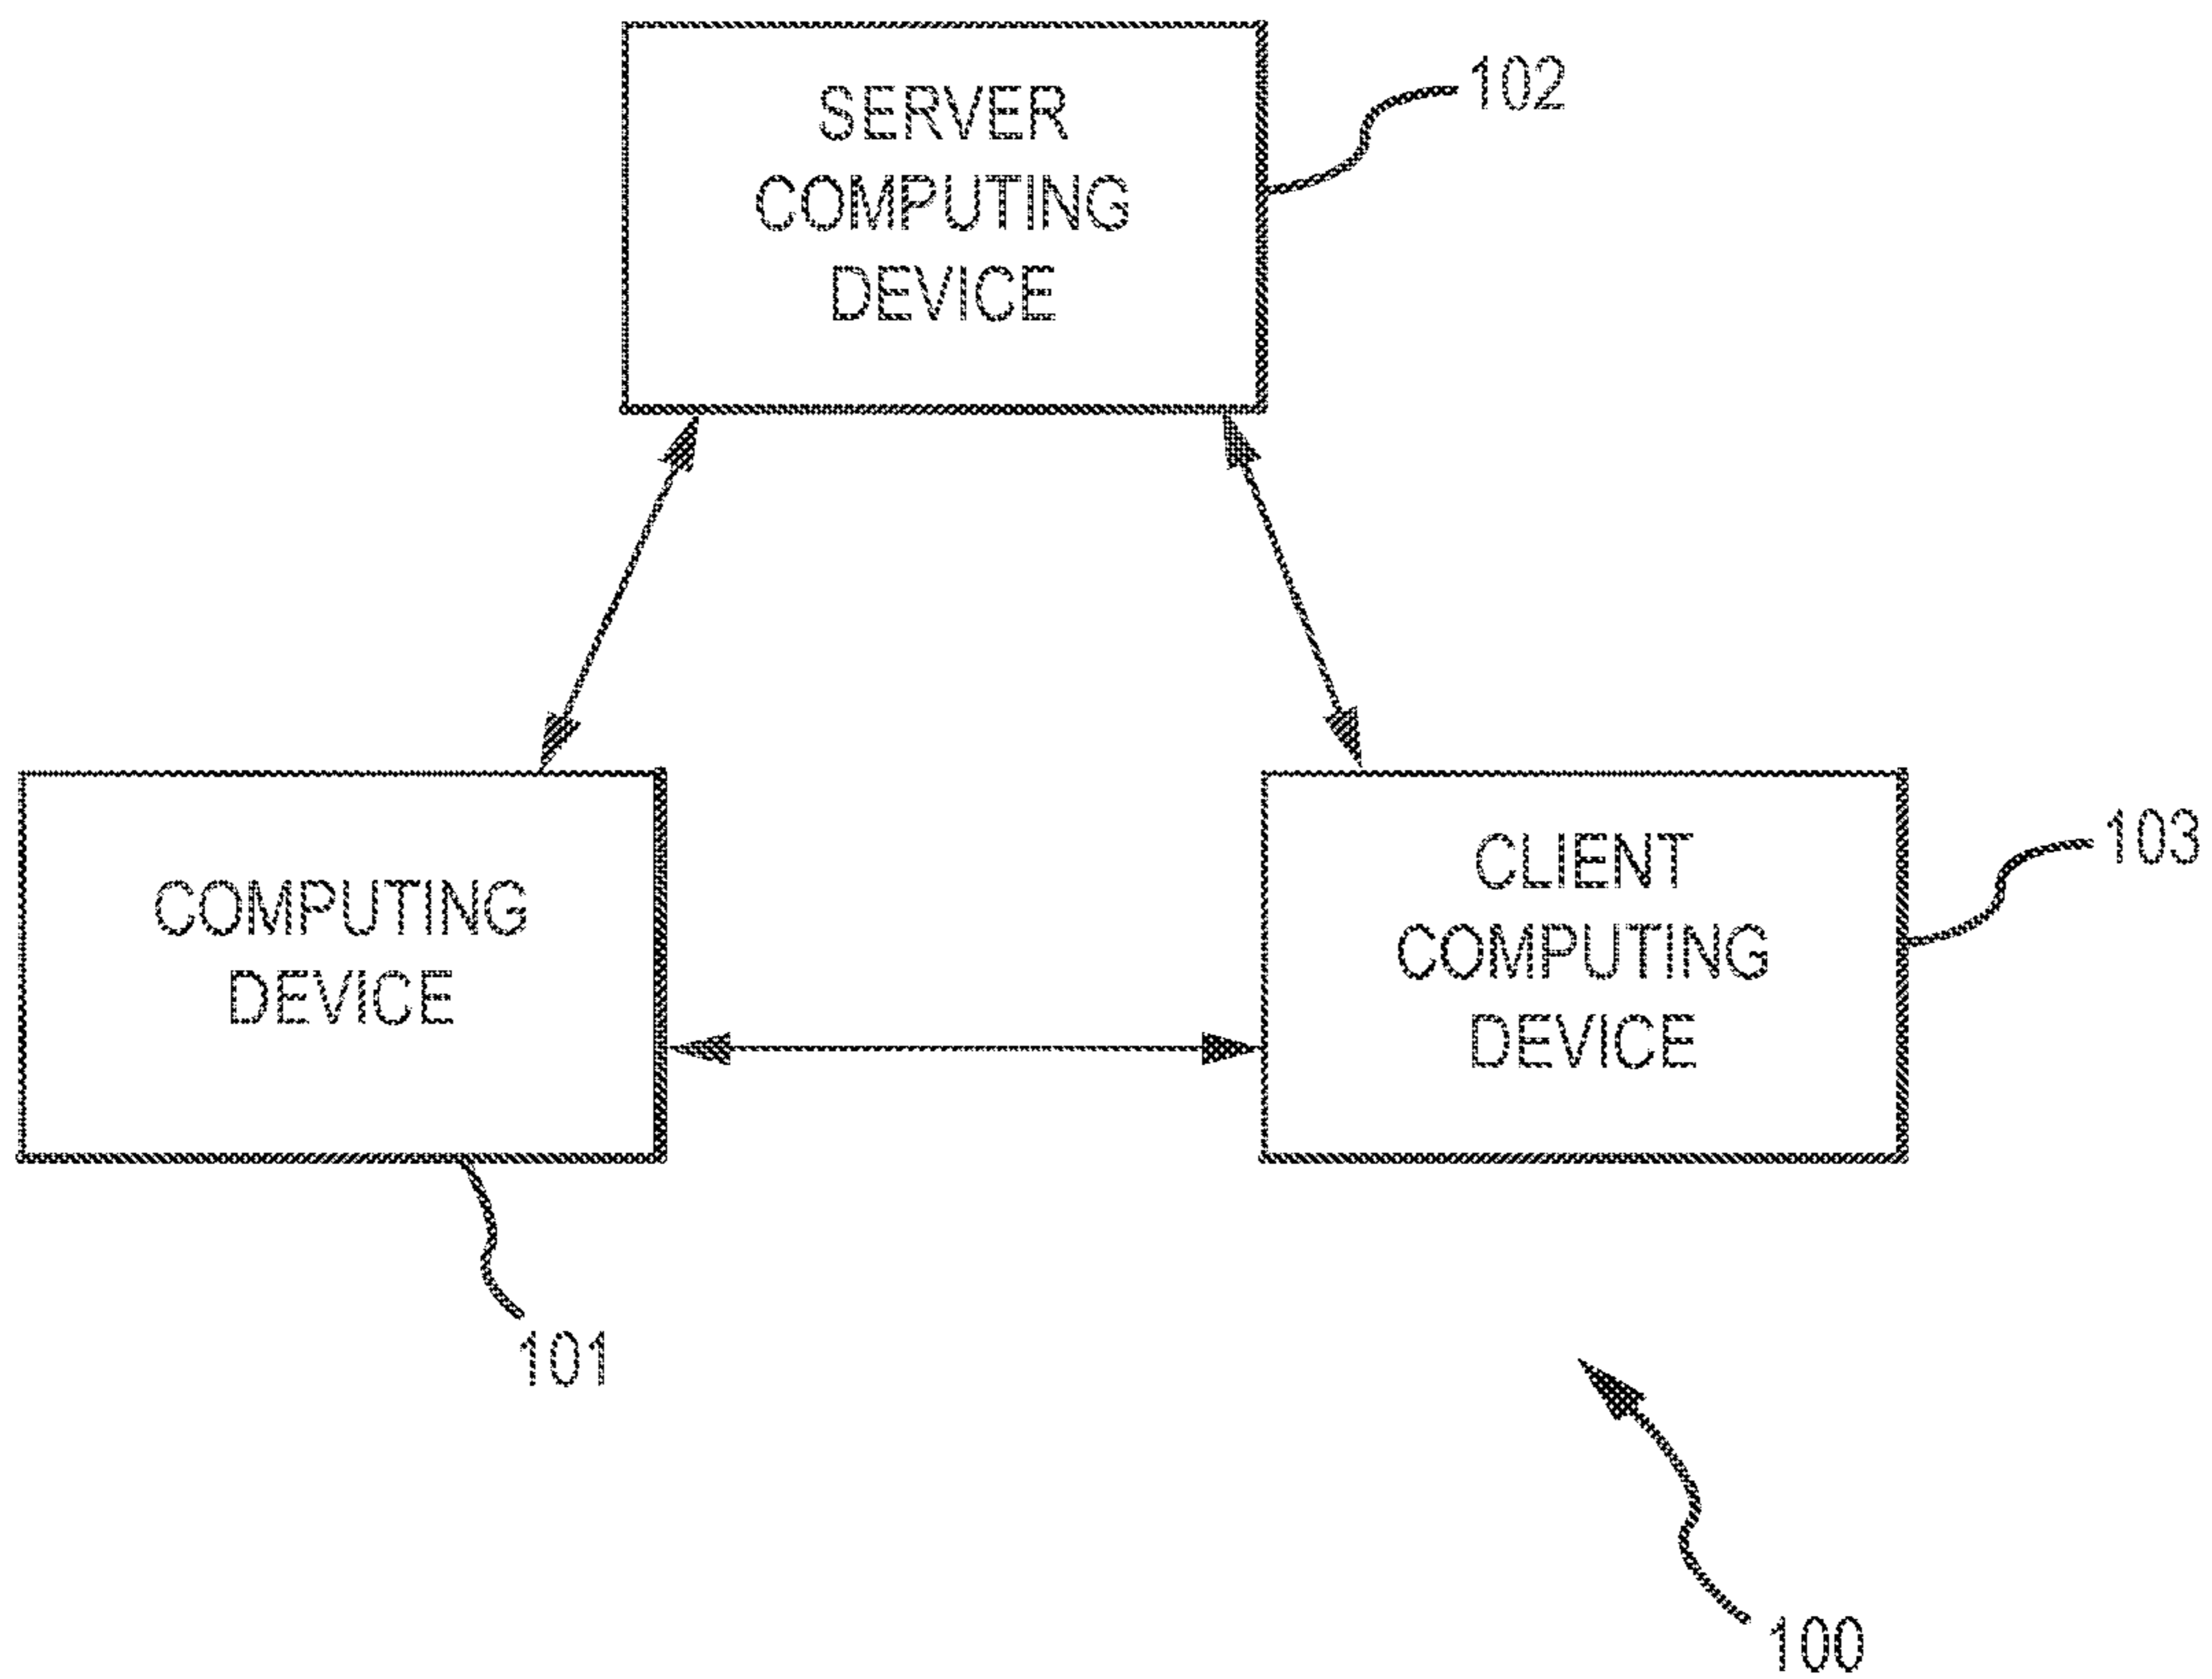 SERVER
COMPUTING
DEVICE
102
COMPUTING
DEVICE
101
CLIENT
COMPUTING
DEVICE
103
100